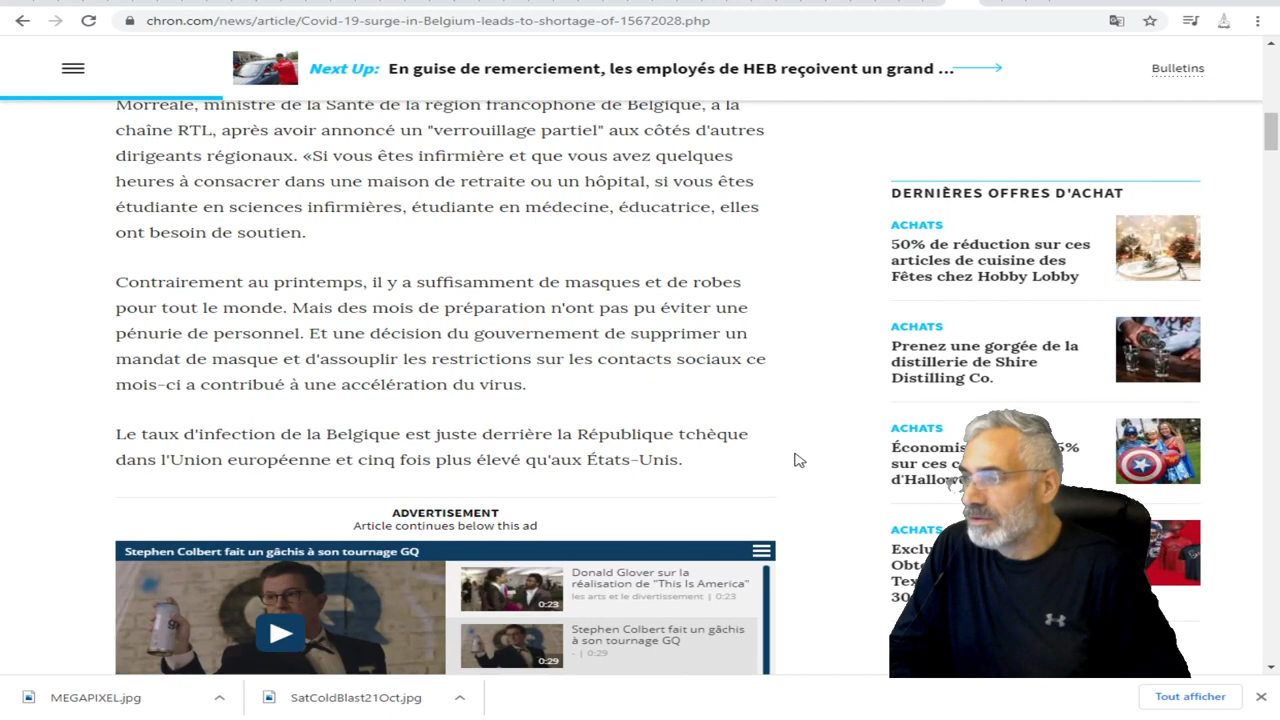 chron.com/news/article/Covid-19-surge-in-Belgium-leads-to-shortage-of-15672028.php
Next Up: En guise de remerciement, les employés de HEB reçoivent un grand ...
Bulletins
Morreale, ministre de la Santé de la région francophone de Belgique, à la
chaîne RTL, après avoir annoncé un "verrouillage partiel" aux côtés d'autres
dirigeants régionaux. «Si vous êtes infirmière et que vous avez quelques
heures à consacrer dans une maison de retraite ou un hôpital, si vous êtes
étudiante en sciences infirmières, étudiante en médecine, éducatrice, elles
ont besoin de soutien.
Contrairement au printemps, il y a suffisamment de masques et de robes
pour tout le monde. Mais des mois de préparation n'ont pas pu éviter une
pénurie de personnel. Et une décision du gouvernement de supprimer un
mandat de masque et d'assouplir les restrictions sur les contacts sociaux ce
mois-ci a contribué à une accélération du virus.
Le taux d'infection de la Belgique est juste derrière la République tchèque
dans l'Union européenne et cinq fois plus élevé qu'aux États-Unis.
ADVERTISEMENT
Article continues below this ad
Stephen Colbert fait un gâchis à son tournage GQ
Donald Glover sur la
réalisation de "This Is America"
les arts et le divertissement | 0:23
0:23
Stephen Colbert fait un gâchis
à son tournage GQ
- | 0:29
0:29
DERNIÈRES OFFRES D'ACHAT
ACHATS
50% de réduction sur ces
articles de cuisine des
Fêtes chez Hobby Lobby
ACHATS
Prenez une gorgée de la
distillerie de Shire
Distilling Co.
ACHATS
5%
sur ces
ACHATS
30
MEGAPIXEL.jpg
SatColdBlast21Oct.jpg
Tout afficher